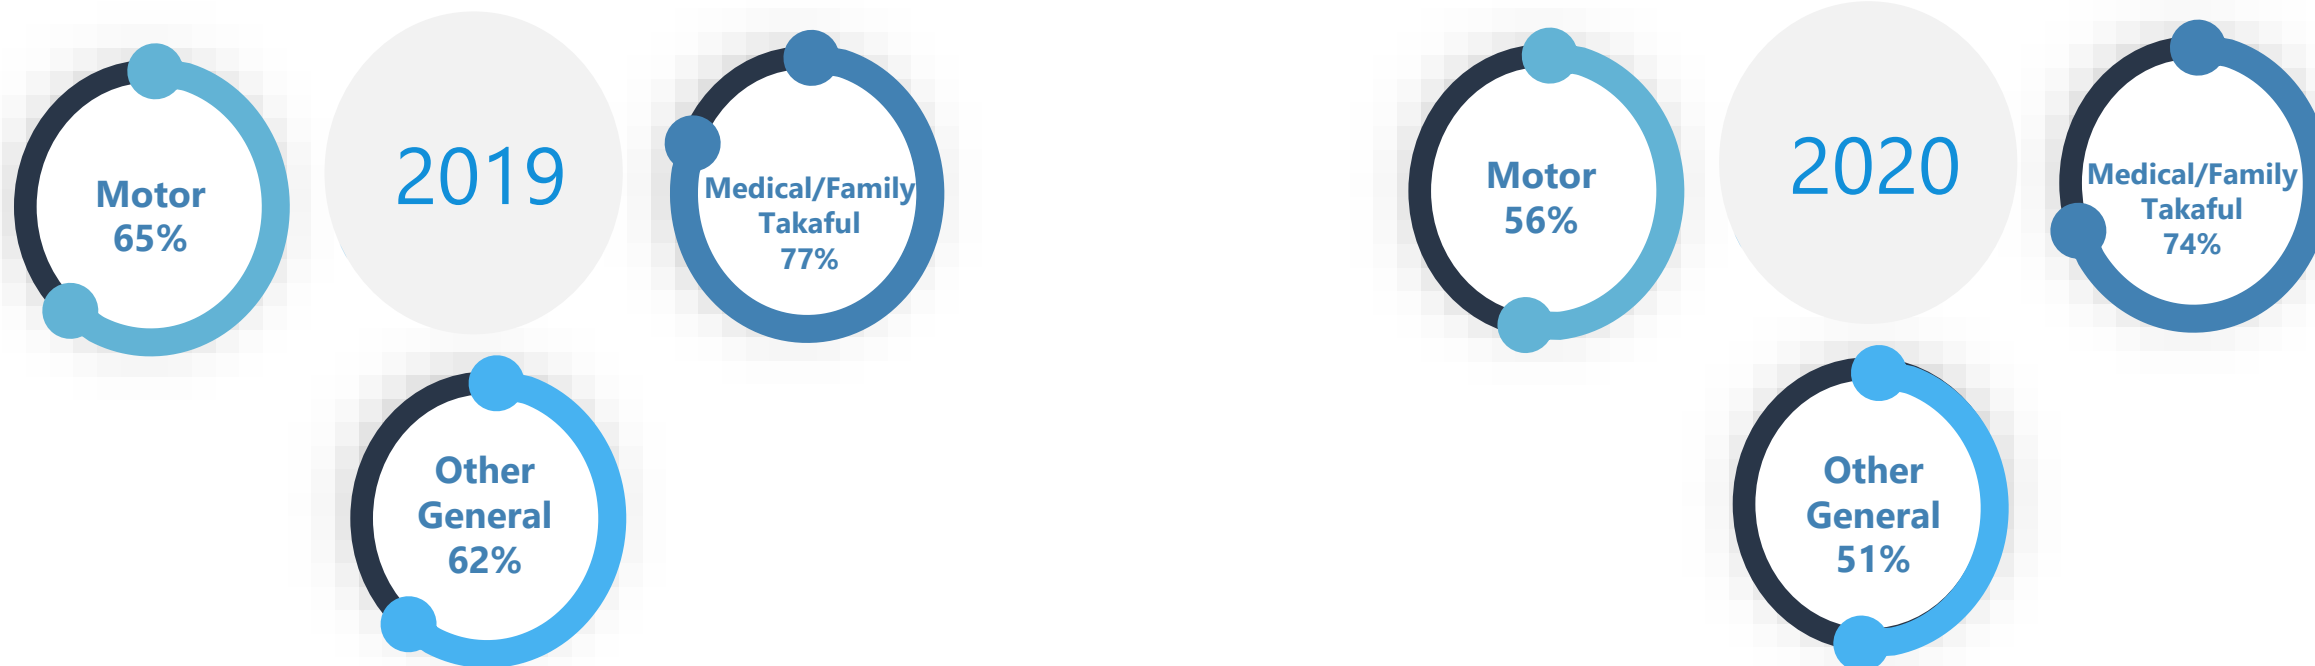 2019
Motor
65%
Medical/Family
Takaful
77%
Other
General
62%
2020
Motor
56%
Medical/Family
Takaful
74%
Other
General
51%